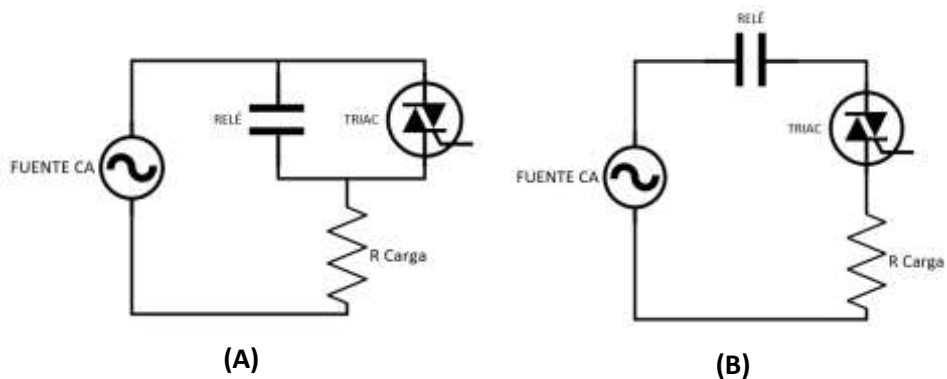 RELÉ
TRIAC
FUENTE CA
R Carga
(A)
RELÉ
TRIAC
FUENTE CA
R Carga
(B)